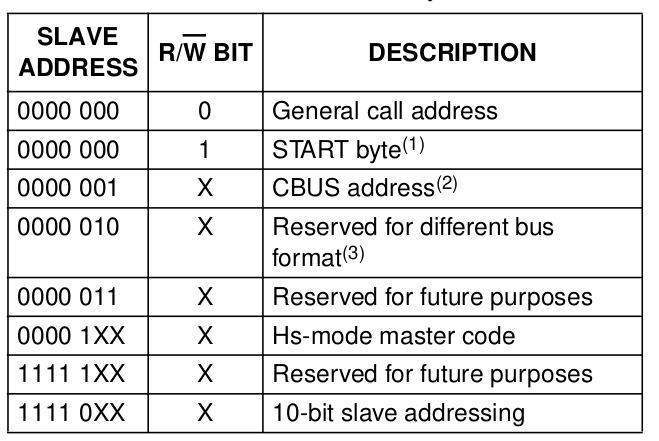 SLAVE ADDRESS R/W̅ BIT DESCRIPTION
0000 000 0 General call address
0000 000 1 START byte(1)
0000 001 X CBUS address(2)
0000 010 X Reserved for different bus
format(3)
0000 011 X Reserved for future purposes
0000 1XX X Hs-mode master code
1111 1XX X Reserved for future purposes
1111 0XX X 10-bit slave addressing